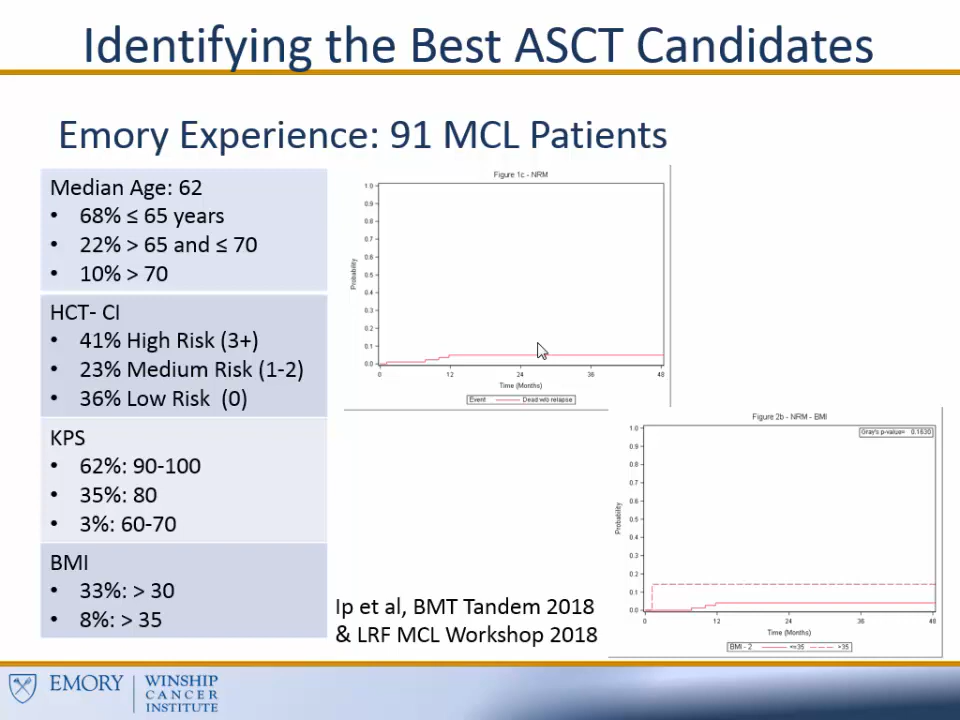 Identifying the Best ASCT Candidates
Emory Experience: 91 MCL Patients
Median Age: 62
• 68% ≤ 65 years
• 22% > 65 and ≤ 70
• 10% > 70
HCT- CI
• 41% High Risk (3+)
• 23% Medium Risk (1-2)
• 36% Low Risk (0)
KPS
• 62%: 90-100
• 35%: 80
• 3%: 60-70
BMI
• 33%: > 30
• 8%: > 35
Figure 1c - NRM
1.0
0.9
0.8
0.7
0.6
0.5
0.4
0.3
0.2
0.1
0.0
Probability
0 12 24 36 48
Time (Months)
Event Dead w/o relapse
Figure 2b - NRM - BMI
Gray's p-value= 0.1635
1.0
0.9
0.8
0.7
0.6
0.5
0.4
0.3
0.2
0.1
0.0
Probability
0 12 24 36 48
Time (Months)
BMI - 2 <=35 >35
Ip et al, BMT Tandem 2018
& LRF MCL Workshop 2018
EMORY
WINSHIP
CANCER
INSTITUTE